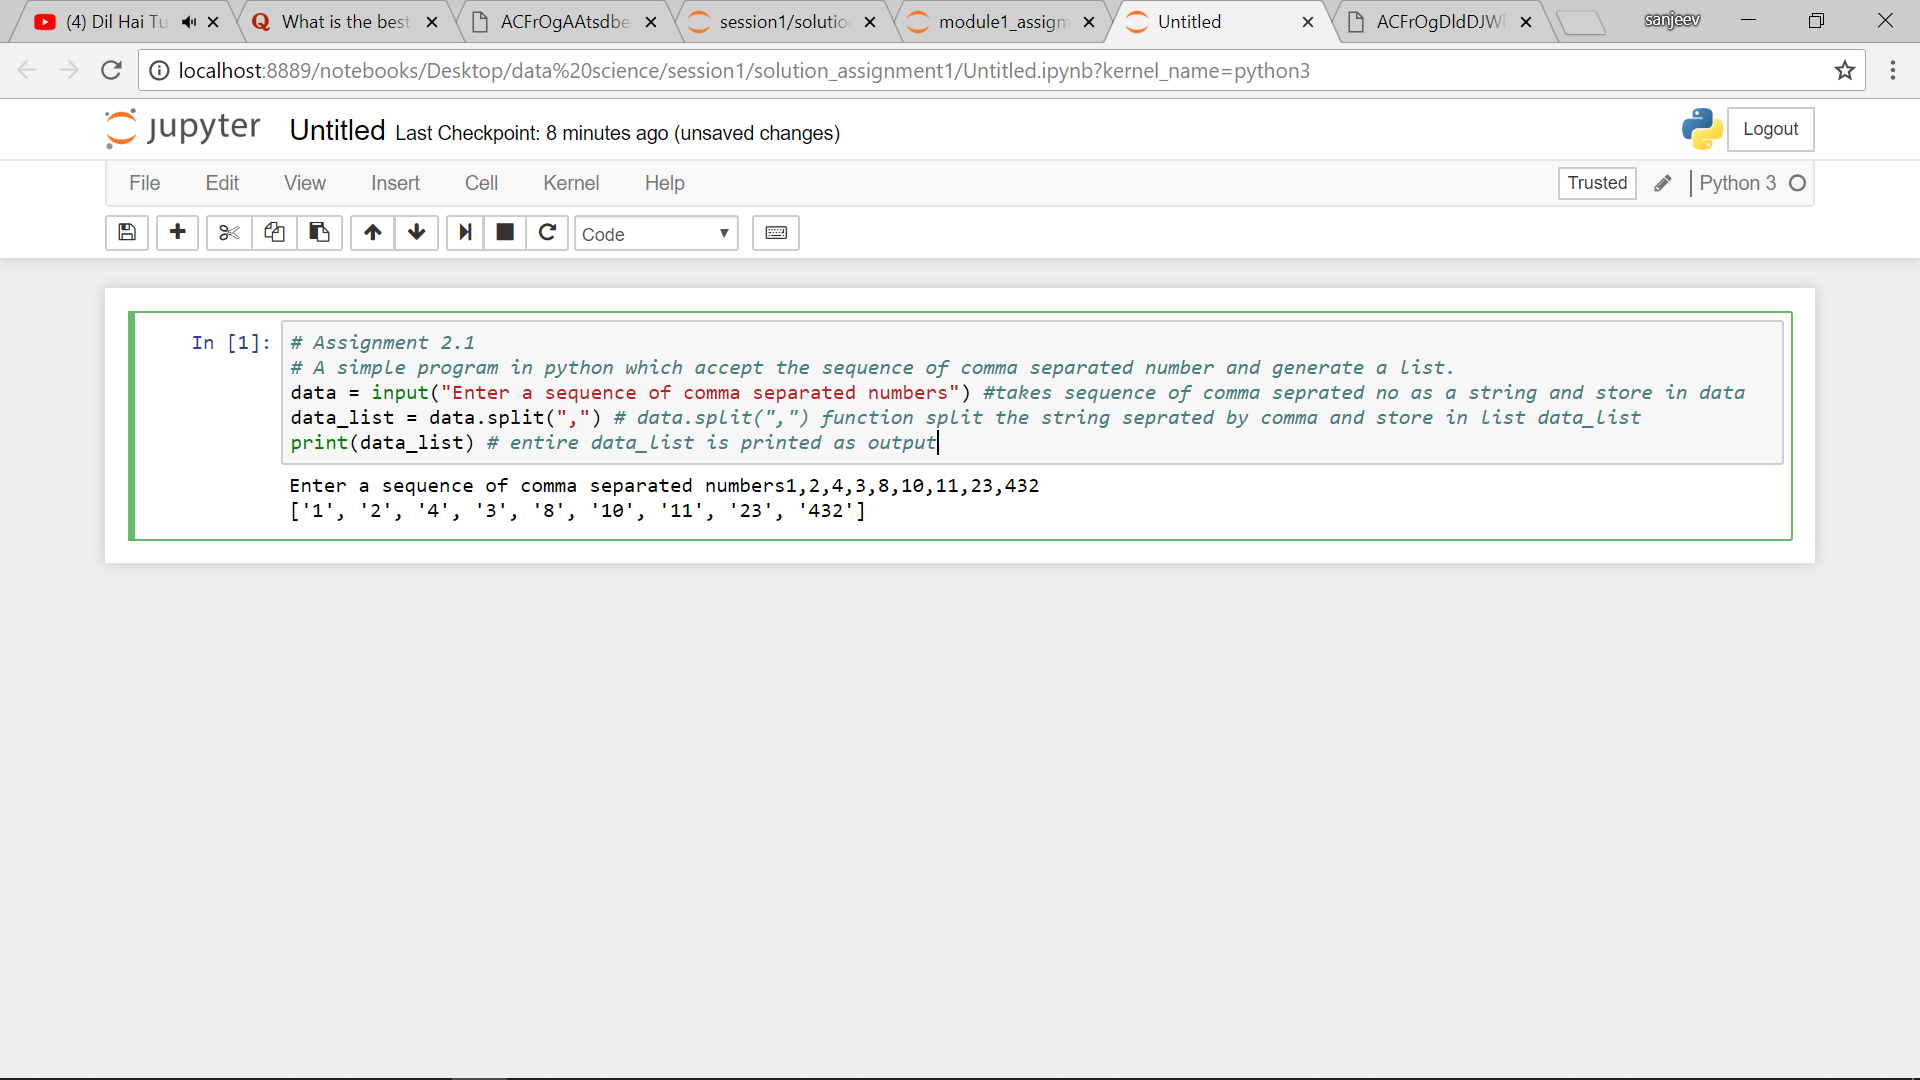 (4) Dil Hai Tu
What is the best
ACFrOgAAtsdbe
session1/solutio
module1_assigm
Untitled
ACFrOgDldDJW
sanjeev
localhost:8889/notebooks/Desktop/data%20science/session1/solution_assignment1/Untitled.ipynb?kernel_name=python3
jupyter Untitled Last Checkpoint: 8 minutes ago (unsaved changes)
Logout
File Edit View Insert Cell Kernel Help
Trusted
Python 3
Code
In [1]:
# Assignment 2.1
# A simple program in python which accept the sequence of comma separated number and generate a list.
data = input("Enter a sequence of comma separated numbers") #takes sequence of comma seprated no as a string and store in data
data_list = data.split(",") # data.split(",") function split the string seprated by comma and store in list data_list
print(data_list) # entire data_list is printed as output
Enter a sequence of comma separated numbers1,2,4,3,8,10,11,23,432
['1', '2', '4', '3', '8', '10', '11', '23', '432']